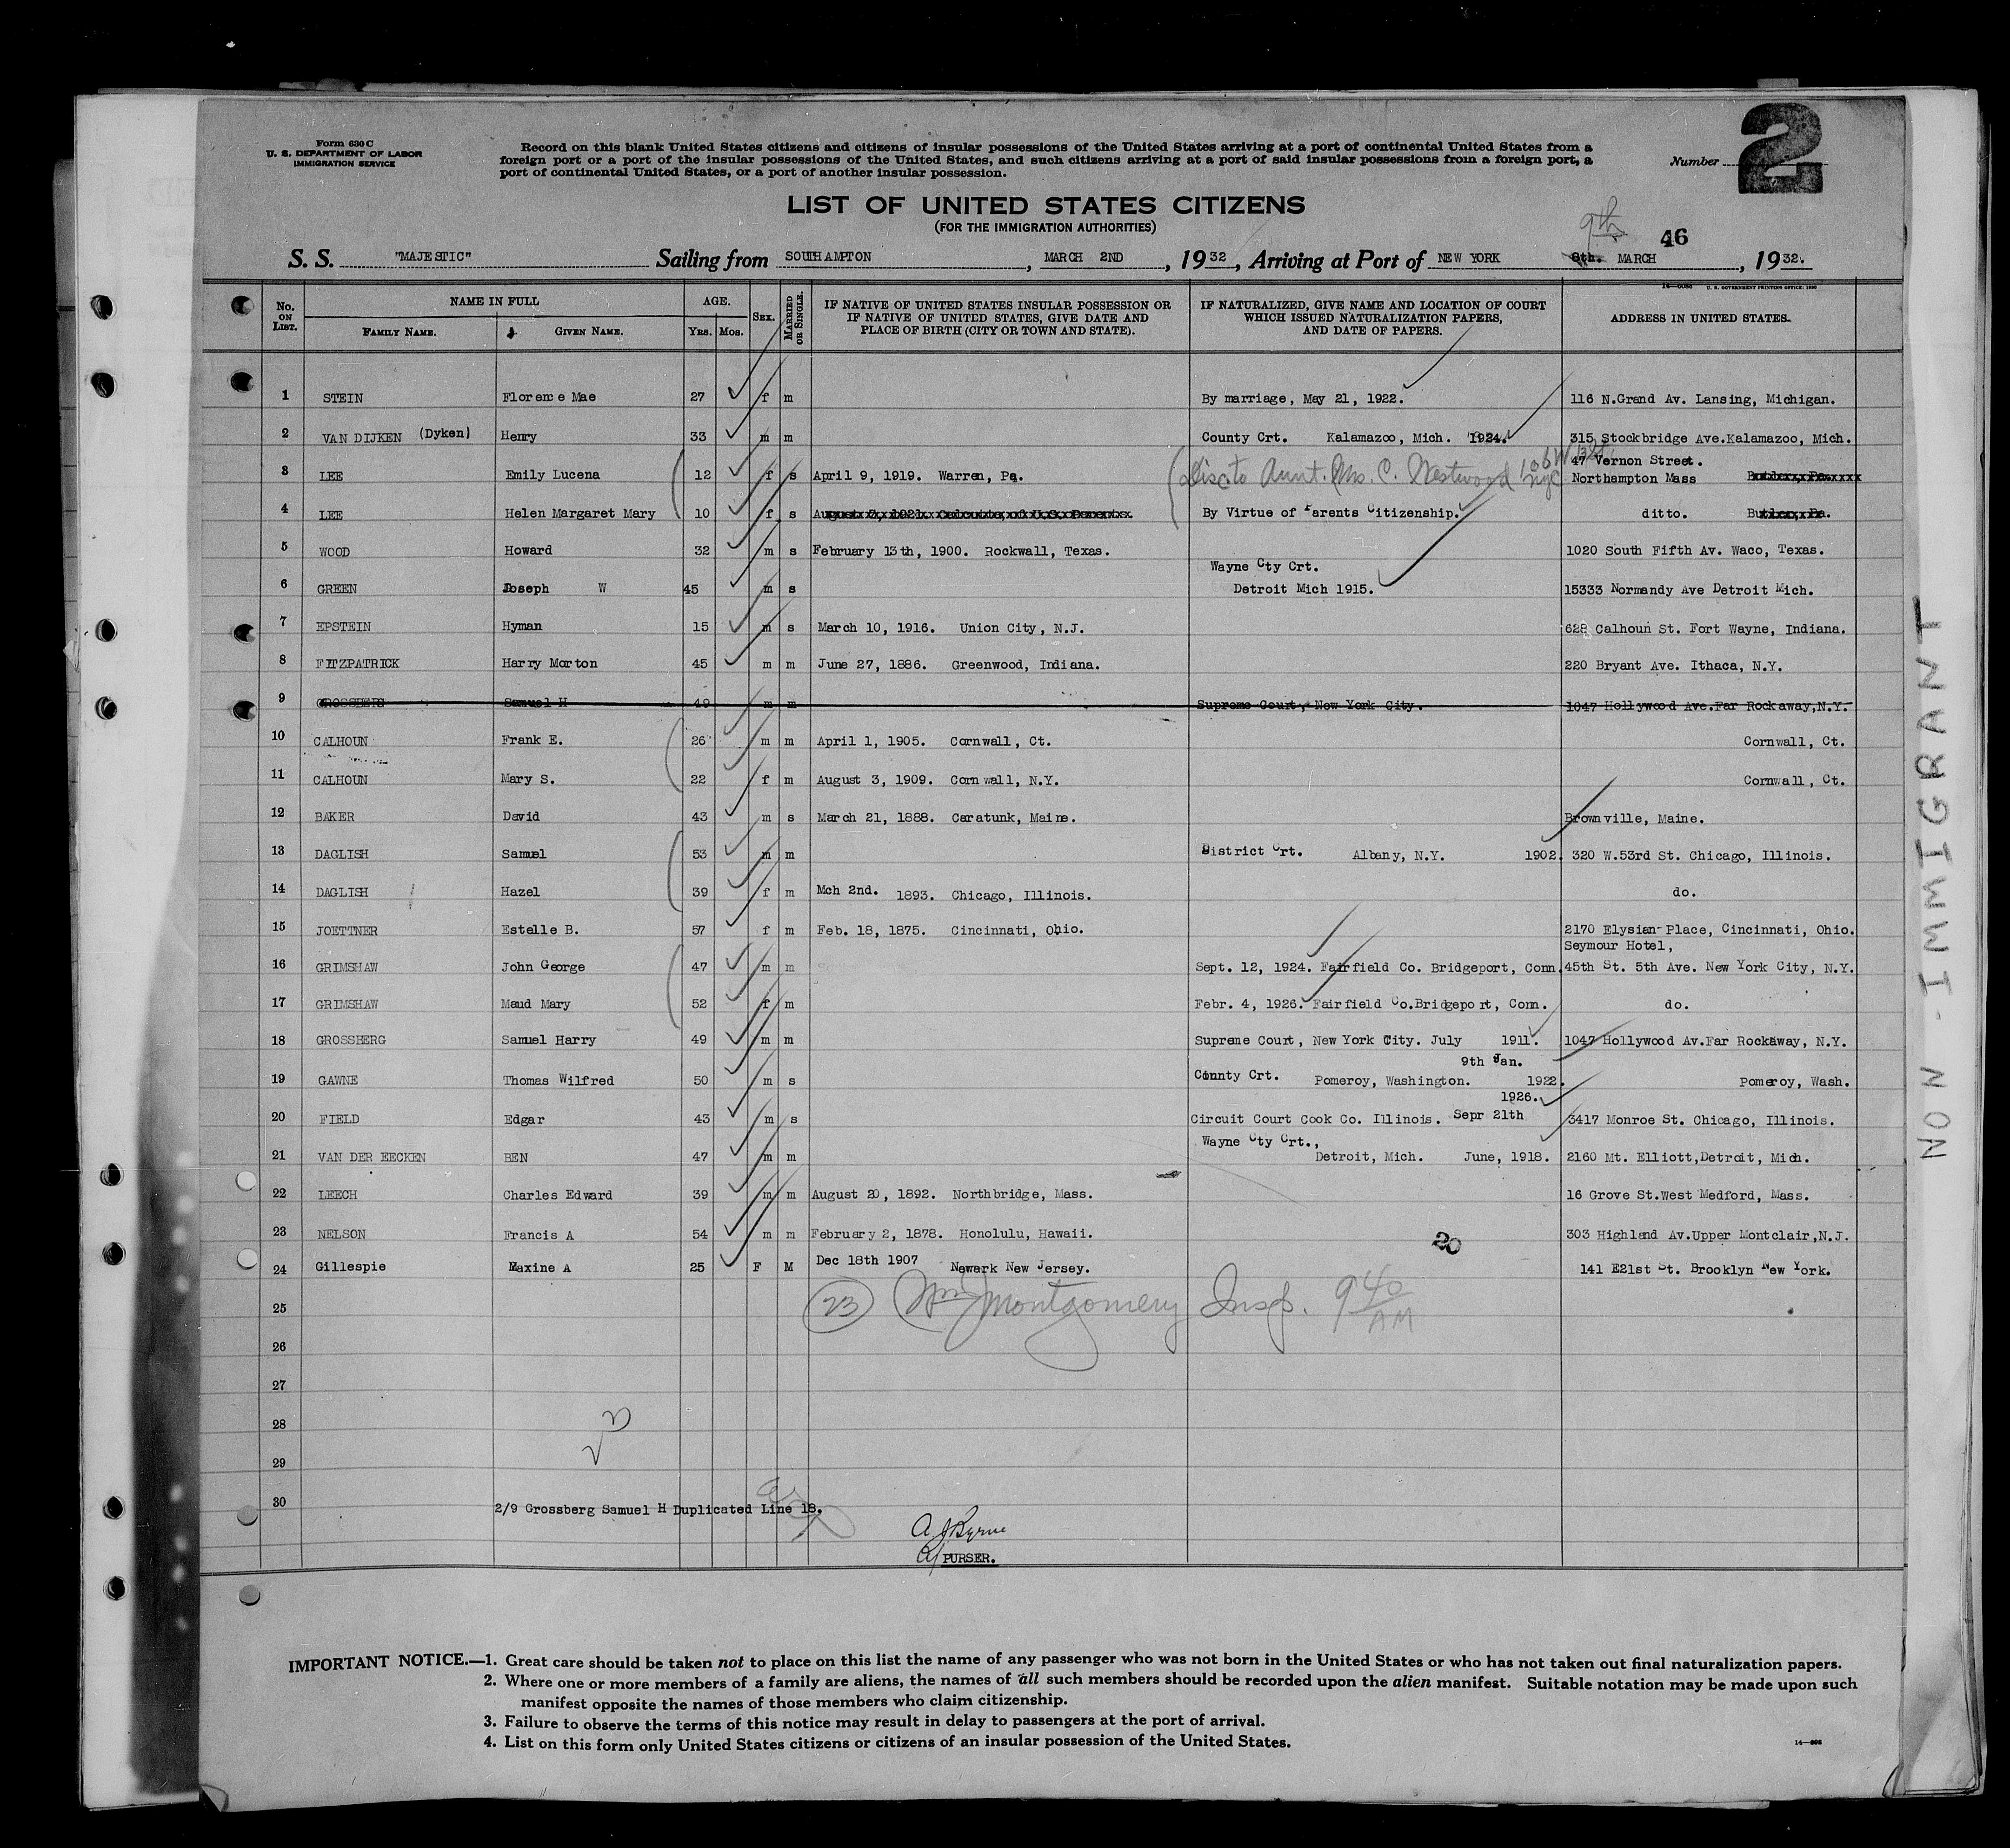 Form 630 C
U. S. DEPARTMENT OF LABOR
IMMIGRATION SERVICE
Record on this blank United States citizens and citizens of insular possessions of the United States arriving at a port of continental United States from a
foreign port or a port of the insular possessions of the United States, and such citizens arriving at a port of said insular possessions from a foreign port, a
port of continental United States, or a port of another insular possession.
Number 2
LIST OF UNITED STATES CITIZENS
(FOR THE IMMIGRATION AUTHORITIES)
9th 46
S. S. "MAJESTIC" Sailing from SOUTHAMPTON, MARCH 2ND, 1932, Arriving at Port of NEW YORK 8th. MARCH, 1932.
U. S. GOVERNMENT PRINTING OFFICE: 1930
No. ON LIST. NAME IN FULL FAMILY NAME. GIVEN NAME. AGE. YRS. MOS. SEX. MARRIED OR SINGLE. IF NATIVE OF UNITED STATES INSULAR POSSESSION OR IF NATIVE OF UNITED STATES, GIVE DATE AND PLACE OF BIRTH (CITY OR TOWN AND STATE). IF NATURALIZED, GIVE NAME AND LOCATION OF COURT WHICH ISSUED NATURALIZATION PAPERS, AND DATE OF PAPERS. ADDRESS IN UNITED STATES.
1 STEIN Florence Mae 27 f m By marriage, May 21, 1922. 116 N.Grand Av. Lansing, Michigan.
2 VAN DIJKEN (Dyken) Henry 33 m m County Crt. Kalamazoo, Mich. 1924. 315 Stockbridge Ave.Kalamazoo, Mich.
47 Vernon Street.
3 LEE Emily Lucena 12 f s April 9, 1919. Warren, Pa. Disc to Aunt. Mrs. C. Westwood NYC Northampton Mass
4 LEE Helen Margaret Mary 10 f s By Virtue of Parents Citizenship. ditto.
5 WOOD Howard 32 m s February 13th, 1900. Rockwall, Texas. 1020 South Fifth Av. Waco, Texas.
Wayne Cty Crt.
6 GREEN Joseph W 45 m s Detroit Mich 1915. 15333 Normandy Ave Detroit Mich.
7 EPSTEIN Hyman 15 m s March 10, 1916. Union City, N.J. 628 Calhoun St. Fort Wayne, Indiana.
8 FITZPATRICK Harry Morton 45 m m June 27, 1886. Greenwood, Indiana. 220 Bryant Ave. Ithaca, N.Y.
9 GROSSBERG Samuel H 49 m m Supreme Court, New York City. 1047 Hollywood Ave.Far Rockaway,N.Y.
10 CALHOUN Frank E. 26 m m April 1, 1905. Cornwall, Ct. Cornwall, Ct.
11 CALHOUN Mary S. 22 f m August 3, 1909. Cornwall, N.Y. Cornwall, Ct.
12 BAKER David 43 m s March 21, 1888. Caratunk, Maine. Brownville, Maine.
13 DAGLISH Samuel 53 m m District Crt. Albany, N.Y. 1902. 320 W.53rd St. Chicago, Illinois.
14 DAGLISH Hazel 39 f m Mch 2nd. 1893. Chicago, Illinois. do.
15 JOETTNER Estelle B. 57 f m Feb. 18, 1875. Cincinnati, Ohio. 2170 Elysian Place, Cincinnati, Ohio.
Seymour Hotel,
16 GRIMSHAW John George 47 m m Sept. 12, 1924. Fairfield Co. Bridgeport, Conn. 45th St. 5th Ave. New York City, N.Y.
17 GRIMSHAW Maud Mary 52 f m Febr. 4, 1926. Fairfield Co.Bridgeport, Conn. do.
18 GROSSBERG Samuel Harry 49 m m Supreme Court, New York City. July 1911. 1047 Hollywood Av.Far Rockaway, N.Y.
9th Jan.
19 GAWNE Thomas Wilfred 50 m s County Crt. Pomeroy, Washington. 1922. Pomeroy, Wash.
1926.
20 FIELD Edgar 43 m s Circuit Court Cook Co. Illinois. Sepr 21th 3417 Monroe St. Chicago, Illinois.
Wayne Cty Crt.,
21 VAN DER EECKEN BEN 47 m m Detroit, Mich. June, 1918. 2160 Mt. Elliott,Detroit, Mich.
22 LEECH Charles Edward 39 m m August 20, 1892. Northbridge, Mass. 16 Grove St.West Medford, Mass.
23 NELSON Francis A 54 m m February 2, 1878. Honolulu, Hawaii. 303 Highland Av.Upper Montclair,N.J.
20
24 Gillespie Maxine A 25 F M Dec 18th 1907 Newark New Jersey. 141 E21st St. Brooklyn New York.
25 23 Wm J Montgomery Insp. 9 40 AM
26
27
28
29
30
2/9 Grossberg Samuel H Duplicated Line 18.
A J Byrne
PURSER.
NON-IMMIGRANT
IMPORTANT NOTICE.—1. Great care should be taken not to place on this list the name of any passenger who was not born in the United States or who has not taken out final naturalization papers.
2. Where one or more members of a family are aliens, the names of all such members should be recorded upon the alien manifest. Suitable notation may be made upon such
manifest opposite the names of those members who claim citizenship.
3. Failure to observe the terms of this notice may result in delay to passengers at the port of arrival.
4. List on this form only United States citizens or citizens of an insular possession of the United States.